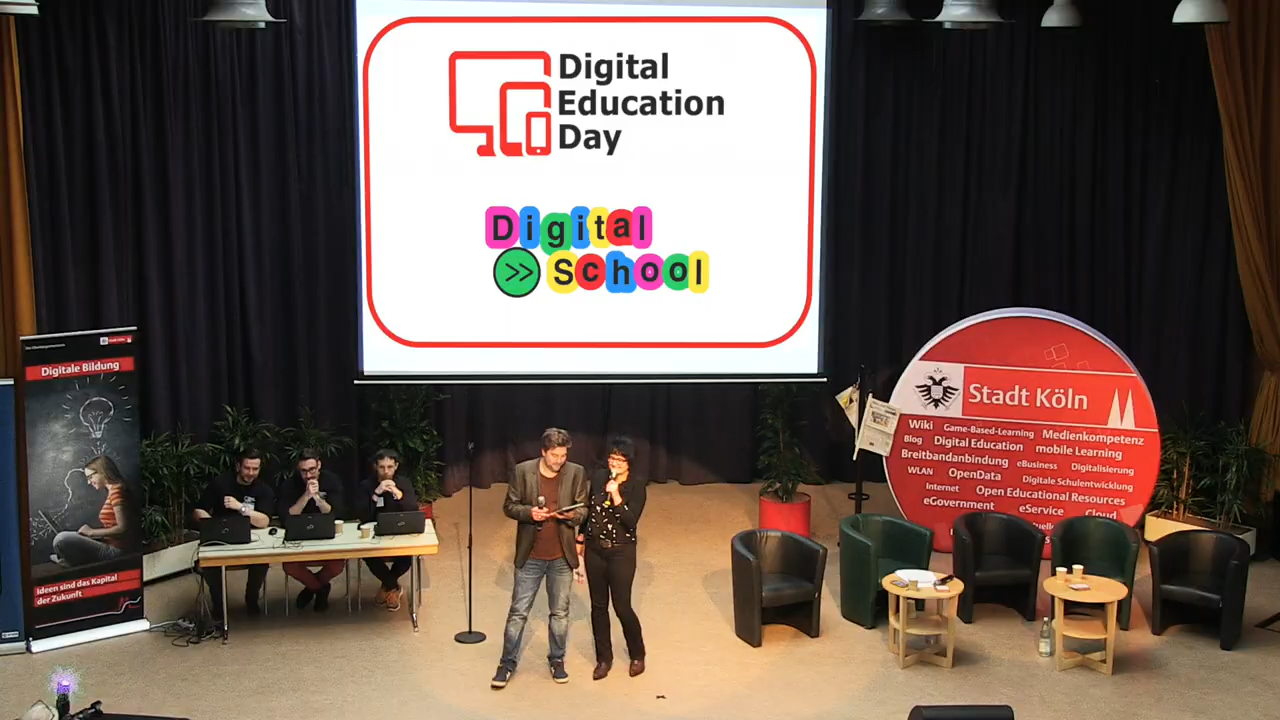 Digital
Education
Day
Digital
>> School
Stadt Köln
Digitale Bildung
Ideen sind das Kapital
der Zukunft
Stadt Köln
Wiki Game-Based-Learning Medienkompetenz
Blog Digital Education mobile Learning
Breitbandanbindung eBusiness Digitalisierung
WLAN OpenData Digitale Schulentwicklung
Internet Open Educational Resources
eGovernment eService Cloud